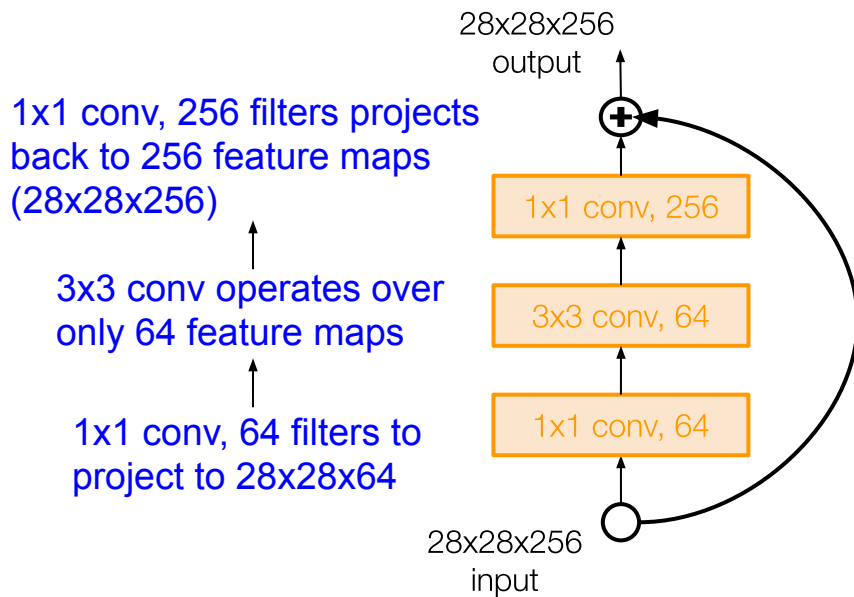 28x28x256
output
1x1 conv, 256 filters projects
back to 256 feature maps
(28x28x256)
1x1 conv, 256
3x3 conv operates over
only 64 feature maps
3x3 conv, 64
1x1 conv, 64 filters to
project to 28x28x64
1x1 conv, 64
28x28x256
input